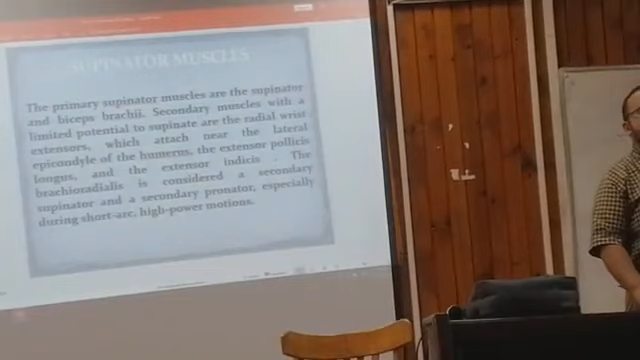 SUPINATOR MUSCLES
The primary supinator muscles are the supinator
and biceps brachii. Secondary muscles with a
limited potential to supinate are the radial wrist
extensors, which attach near the lateral
epicondyle of the humerus, the extensor pollicis
longus, and the extensor indicis . The
brachioradialis is considered a secondary
supinator and a secondary pronator, especially
during short-arc, high-power motions.